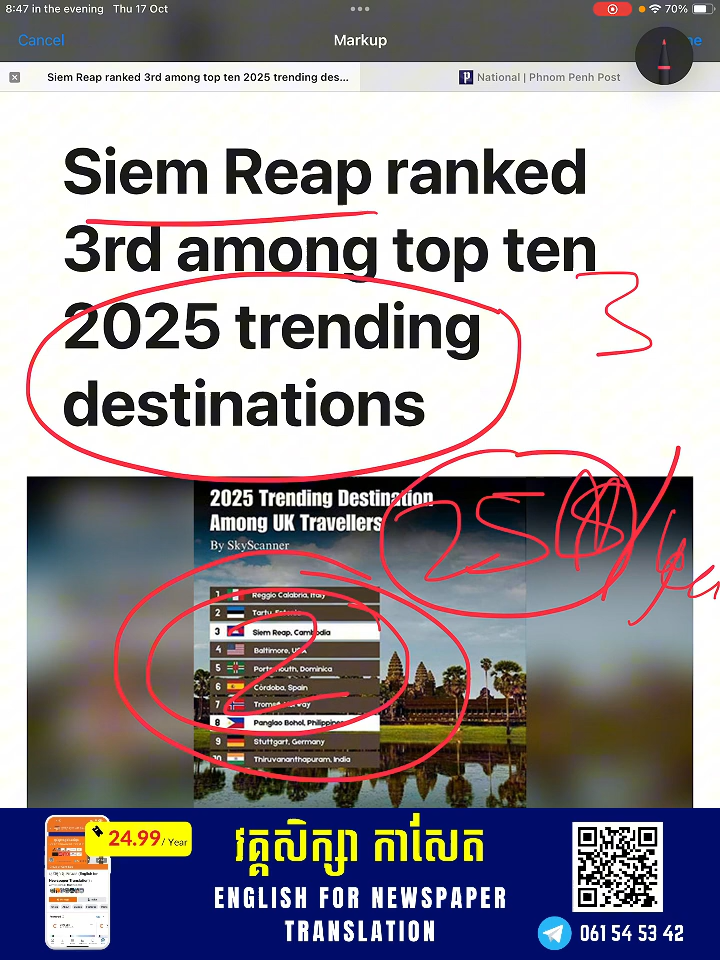 8:47 in the evening Thu 17 Oct
70%
Cancel
Markup
Siem Reap ranked 3rd among top ten 2025 trending des...
National | Phnom Penh Post
Siem Reap ranked
3rd among top ten
2025 trending
destinations
3
2025 Trending Destination
Among UK Travellers
By SkyScanner
25
1 Reggio Calabria, Italy
2 Tartu, Estonia
3 Siem Reap, Cambodia
4 Baltimore, USA
5 Portsmouth, Dominica
6 Córdoba, Spain
7 Tromsø, Norway
8 Panglao Bohol, Philippines
9 Stuttgart, Germany
10 Thiruvananthapuram, India
2
24.99/ Year
វគ្គសិក្សា កាសែត
ENGLISH FOR NEWSPAPER
TRANSLATION
061 54 53 42